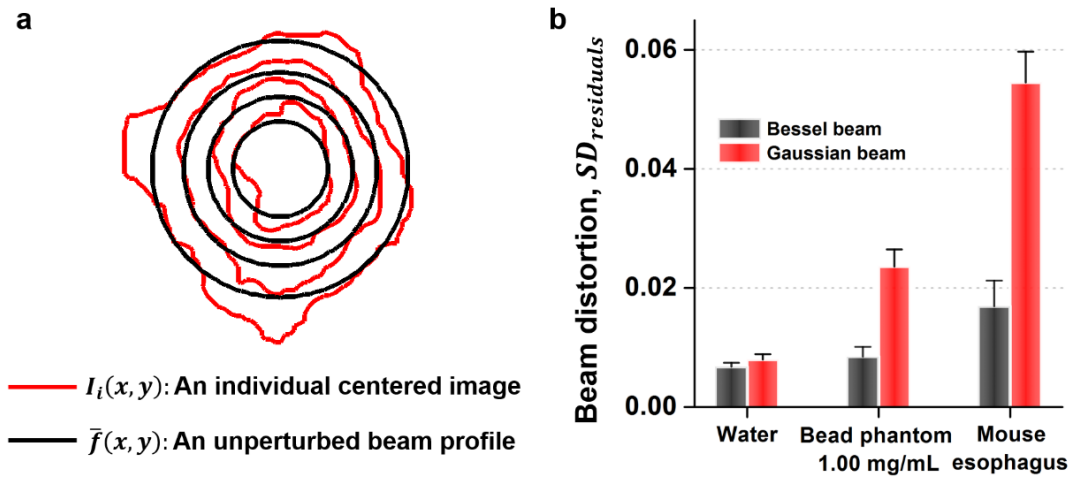 a
I_i(x, y): An individual centered image
f̄(x, y): An unperturbed beam profile
b
Beam distortion, SD_residuals
0.06
0.04
0.02
0.00
Bessel beam
Gaussian beam
Water
Bead phantom
1.00 mg/mL
Mouse
esophagus